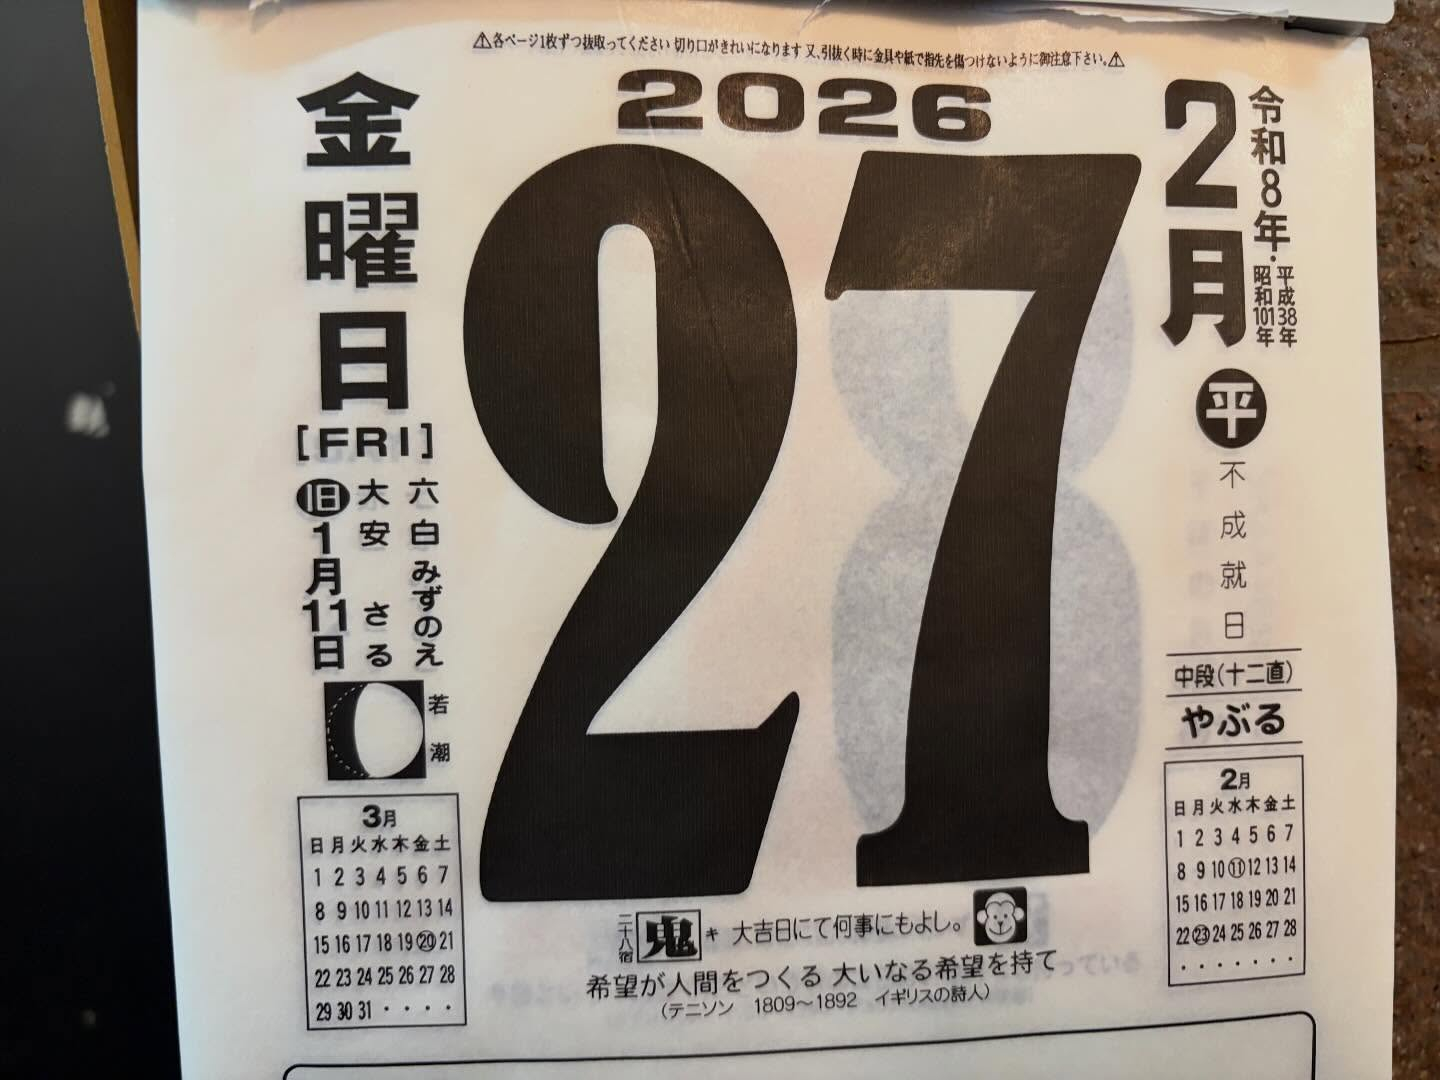 ⚠各ページ1枚ずつ抜取ってください 切り口がきれいになります 又、引抜く時に金具や紙で指先を傷つけないように御注意下さい。⚠
2026
2月
令和8年・平成38年
昭和101年
27
金曜日
[FRI]
六白みずのえ
大安 さる
旧1月11日
若潮
平
不成就日
中段(十二直)
やぶる
3月
日月火水木金土
1 2 3 4 5 6 7
8 9 10 11 12 13 14
15 16 17 18 19 20 21
22 23 24 25 26 27 28
29 30 31 ・ ・ ・ ・
2月
日月火水木金土
1 2 3 4 5 6 7
8 9 10 11 12 13 14
15 16 17 18 19 20 21
22 23 24 25 26 27 28
・ ・ ・ ・ ・ ・ ・
二十八宿 鬼 キ 大吉日にて何事にもよし。
希望が人間をつくる 大いなる希望を持て
(テニソン 1809〜1892 イギリスの詩人)